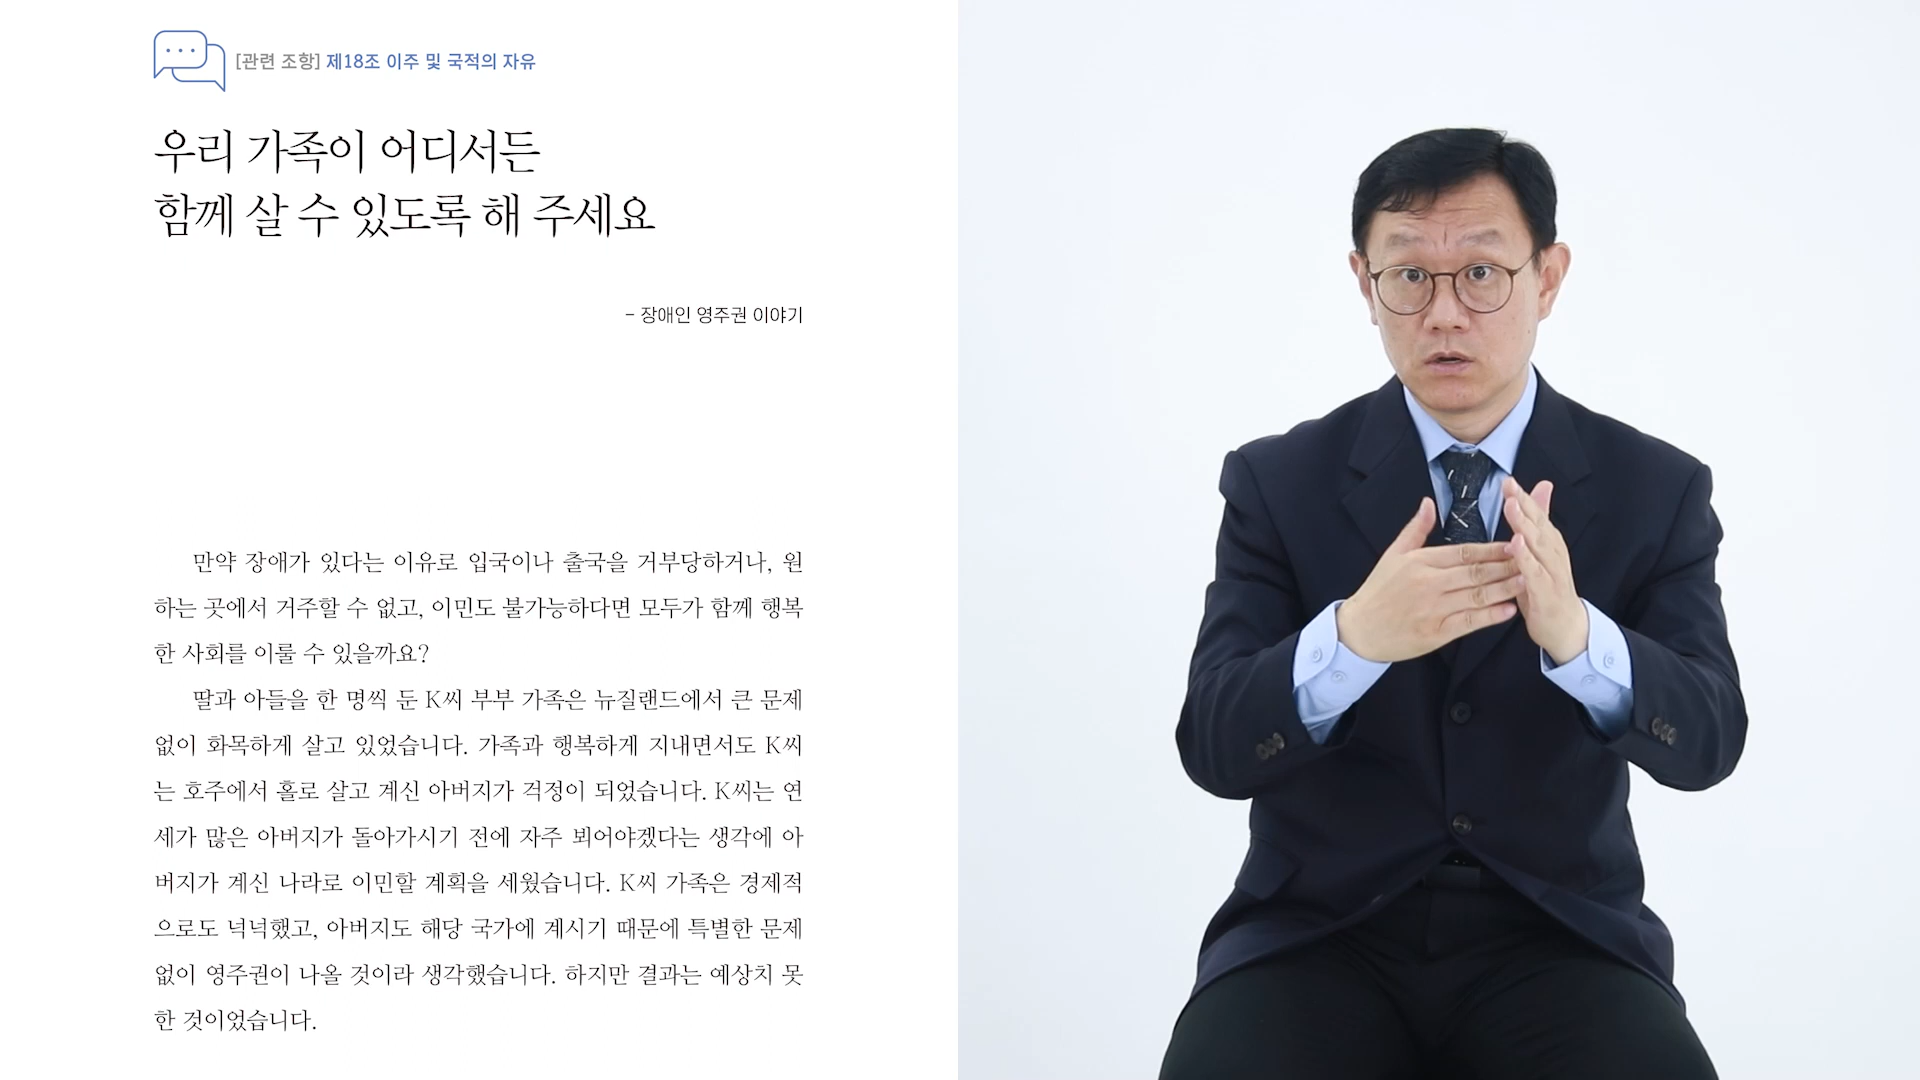 [관련 조항] 제18조 이주 및 국적의 자유
우리 가족이 어디서든
함께 살 수 있도록 해 주세요
– 장애인 영주권 이야기
만약 장애가 있다는 이유로 입국이나 출국을 거부당하거나, 원
하는 곳에서 거주할 수 없고, 이민도 불가능하다면 모두가 함께 행복
한 사회를 이룰 수 있을까요?
딸과 아들을 한 명씩 둔 K씨 부부 가족은 뉴질랜드에서 큰 문제
없이 화목하게 살고 있었습니다. 가족과 행복하게 지내면서도 K씨
는 호주에서 홀로 살고 계신 아버지가 걱정이 되었습니다. K씨는 연
세가 많은 아버지가 돌아가시기 전에 자주 뵈어야겠다는 생각에 아
버지가 계신 나라로 이민할 계획을 세웠습니다. K씨 가족은 경제적
으로도 넉넉했고, 아버지도 해당 국가에 계시기 때문에 특별한 문제
없이 영주권이 나올 것이라 생각했습니다. 하지만 결과는 예상치 못
한 것이었습니다.